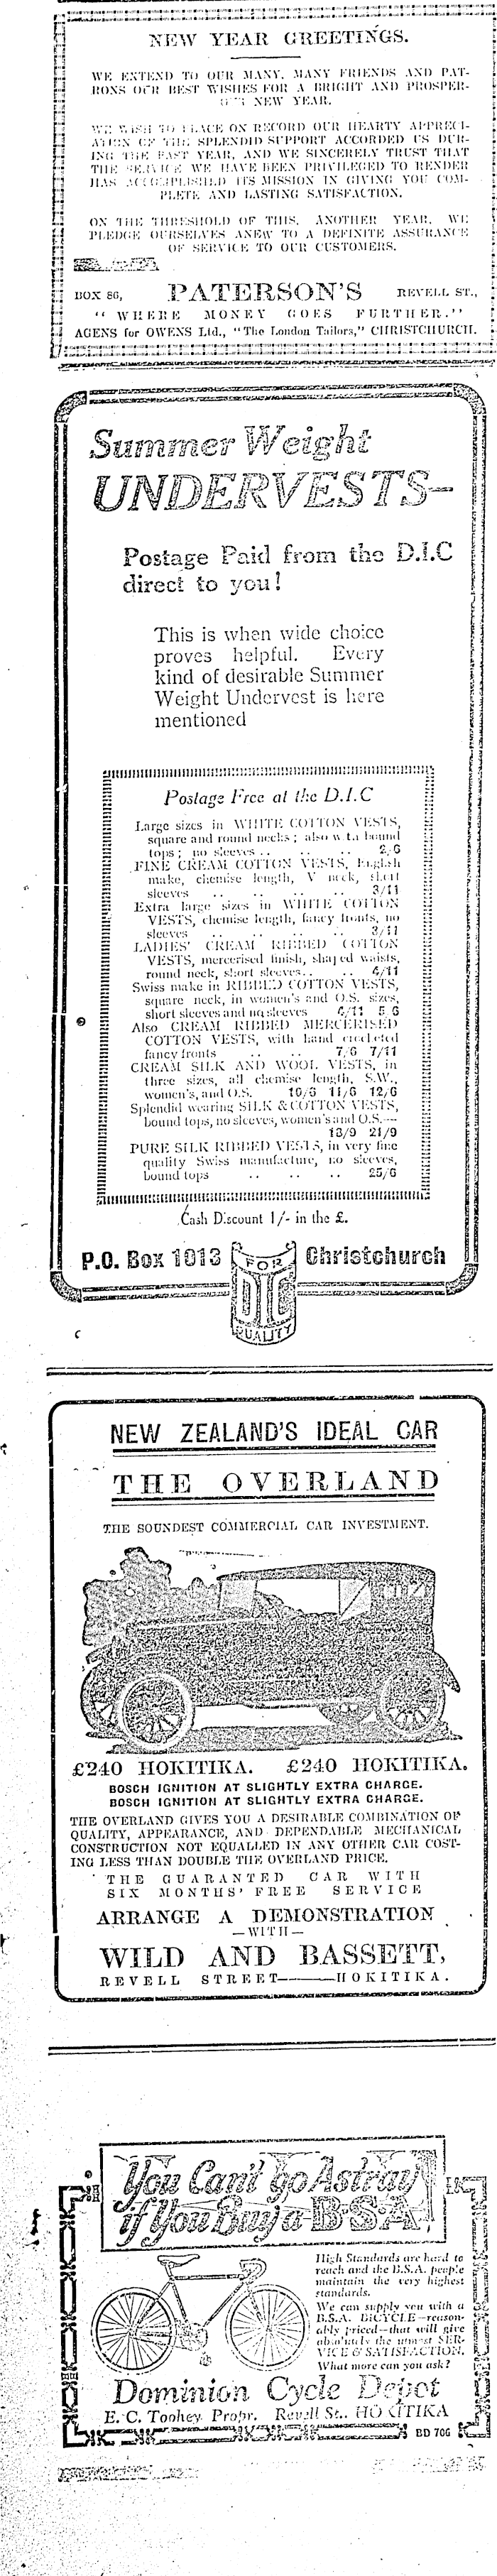 NEW YEAR GREETINGS.
WE EXTEND TO OUR MANY, MANY FRIENDS AND PAT-
RONS OUR BEST WISHES FOR A BRIGHT AND PROSPER-
OUS NEW YEAR.
WE WISH TO PLACE ON RECORD OUR HEARTY APPRECI-
ATION OF THE SPLENDID SUPPORT ACCORDED US DUR-
ING THE PAST YEAR, AND WE SINCERELY TRUST THAT
THE SERVICE WE HAVE BEEN PRIVILEGED TO RENDER
HAS ACCOMPLISHED ITS MISSION IN GIVING YOU COM-
PLETE AND LASTING SATISFACTION.
ON THE THRESHOLD OF THIS, ANOTHER YEAR, WE
PLEDGE OURSELVES ANEW TO A DEFINITE ASSURANCE
OF SERVICE TO OUR CUSTOMERS.
BOX 86, PATERSON'S REVELL ST.,
"WHERE MONEY GOES FURTHER."
AGENTS for OWENS Ltd., "The London Tailors," CHRISTCHURCH.
Summer Weight
UNDERVESTS—
Postage Paid from the D.I.C
direct to you!
This is when wide choice
proves helpful. Every
kind of desirable Summer
Weight Undervest is here
mentioned
Postage Free at the D.I.C
Large sizes in WHITE COTTON VESTS,
square and round necks; also with bound
tops; no sleeves .. .. 2/6
FINE CREAM COTTON VESTS, English
make, chemise length, V neck, short
sleeves .. .. .. .. 3/11
Extra large sizes in WHITE COTTON
VESTS, chemise length, fancy fronts, no
sleeves .. .. .. .. 3/11
LADIES' CREAM RIBBED COTTON
VESTS, mercerised finish, shaped waists,
round neck, short sleeves.. .. 4/11
Swiss make in RIBBED COTTON VESTS,
square neck, in women's and O.S. sizes,
short sleeves and no sleeves 4/11 5/6
Also CREAM RIBBED MERCERISED
COTTON VESTS, with hand crocheted
fancy fronts .. .. 7/6 7/11
CREAM SILK AND WOOL VESTS, in
three sizes, all chemise length, S.W.,
women's, and O.S. 10/6 11/6 12/6
Splendid wearing SILK & COTTON VESTS,
bound tops, no sleeves, women's and O.S.—
18/9 21/9
PURE SILK RIBBED VESTS, in very fine
quality Swiss manufacture, no sleeves,
bound tops .. .. .. 25/6
Cash Discount 1/- in the £.
P.O. Box 1013 FOR DIC QUALITY Christchurch
NEW ZEALAND'S IDEAL CAR
THE OVERLAND
THE SOUNDEST COMMERCIAL CAR INVESTMENT.
£240 HOKITIKA. £240 HOKITIKA.
BOSCH IGNITION AT SLIGHTLY EXTRA CHARGE.
BOSCH IGNITION AT SLIGHTLY EXTRA CHARGE.
THE OVERLAND GIVES YOU A DESIRABLE COMBINATION OF
QUALITY, APPEARANCE, AND DEPENDABLE MECHANICAL
CONSTRUCTION NOT EQUALLED IN ANY OTHER CAR COST-
ING LESS THAN DOUBLE THE OVERLAND PRICE.
THE GUARANTED CAR WITH
SIX MONTHS' FREE SERVICE
ARRANGE A DEMONSTRATION
—WITH—
WILD AND BASSETT,
REVELL STREET———HOKITIKA.
You Can't go Astray
if You Buy a B.S.A.
High Standards are hard to
reach and the B.S.A. people
maintain the very highest
standards.
We can supply you with a
B.S.A. BICYCLE—reason-
ably priced—that will give
absolutely the utmost SER-
VICE & SATISFACTION.
What more can you ask?
Dominion Cycle Depot
E. C. Toohey Propr. Revell St.. HOKITIKA
BD 706